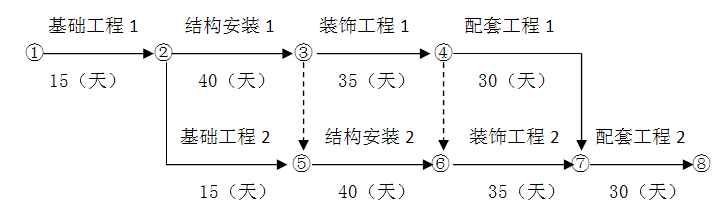 基础工程 1 结构安装 1 装饰工程 1 配套工程 1
① ② ③ ④
15（天） 40（天） 35（天） 30（天）
基础工程 2 结构安装 2 装饰工程 2 配套工程 2
⑤ ⑥ ⑦ ⑧
15（天） 40（天） 35（天） 30（天）